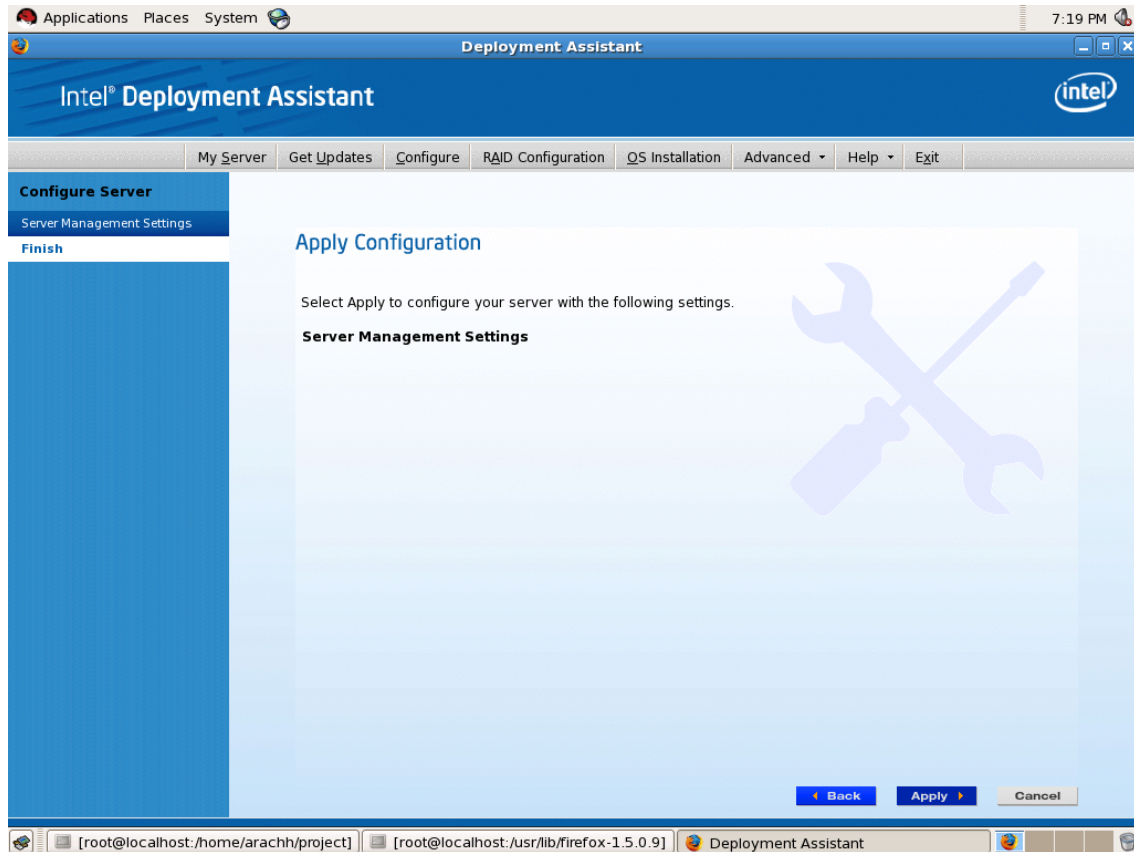 Applications Places System
7:19 PM
Deployment Assistant
Intel® Deployment Assistant
intel
My Server Get Updates Configure RAID Configuration OS Installation Advanced Help Exit
Configure Server
Server Management Settings
Finish
Apply Configuration
Select Apply to configure your server with the following settings.
Server Management Settings
Back Apply Cancel
[root@localhost:/home/arachh/project] [root@localhost:/usr/lib/firefox-1.5.0.9] Deployment Assistant